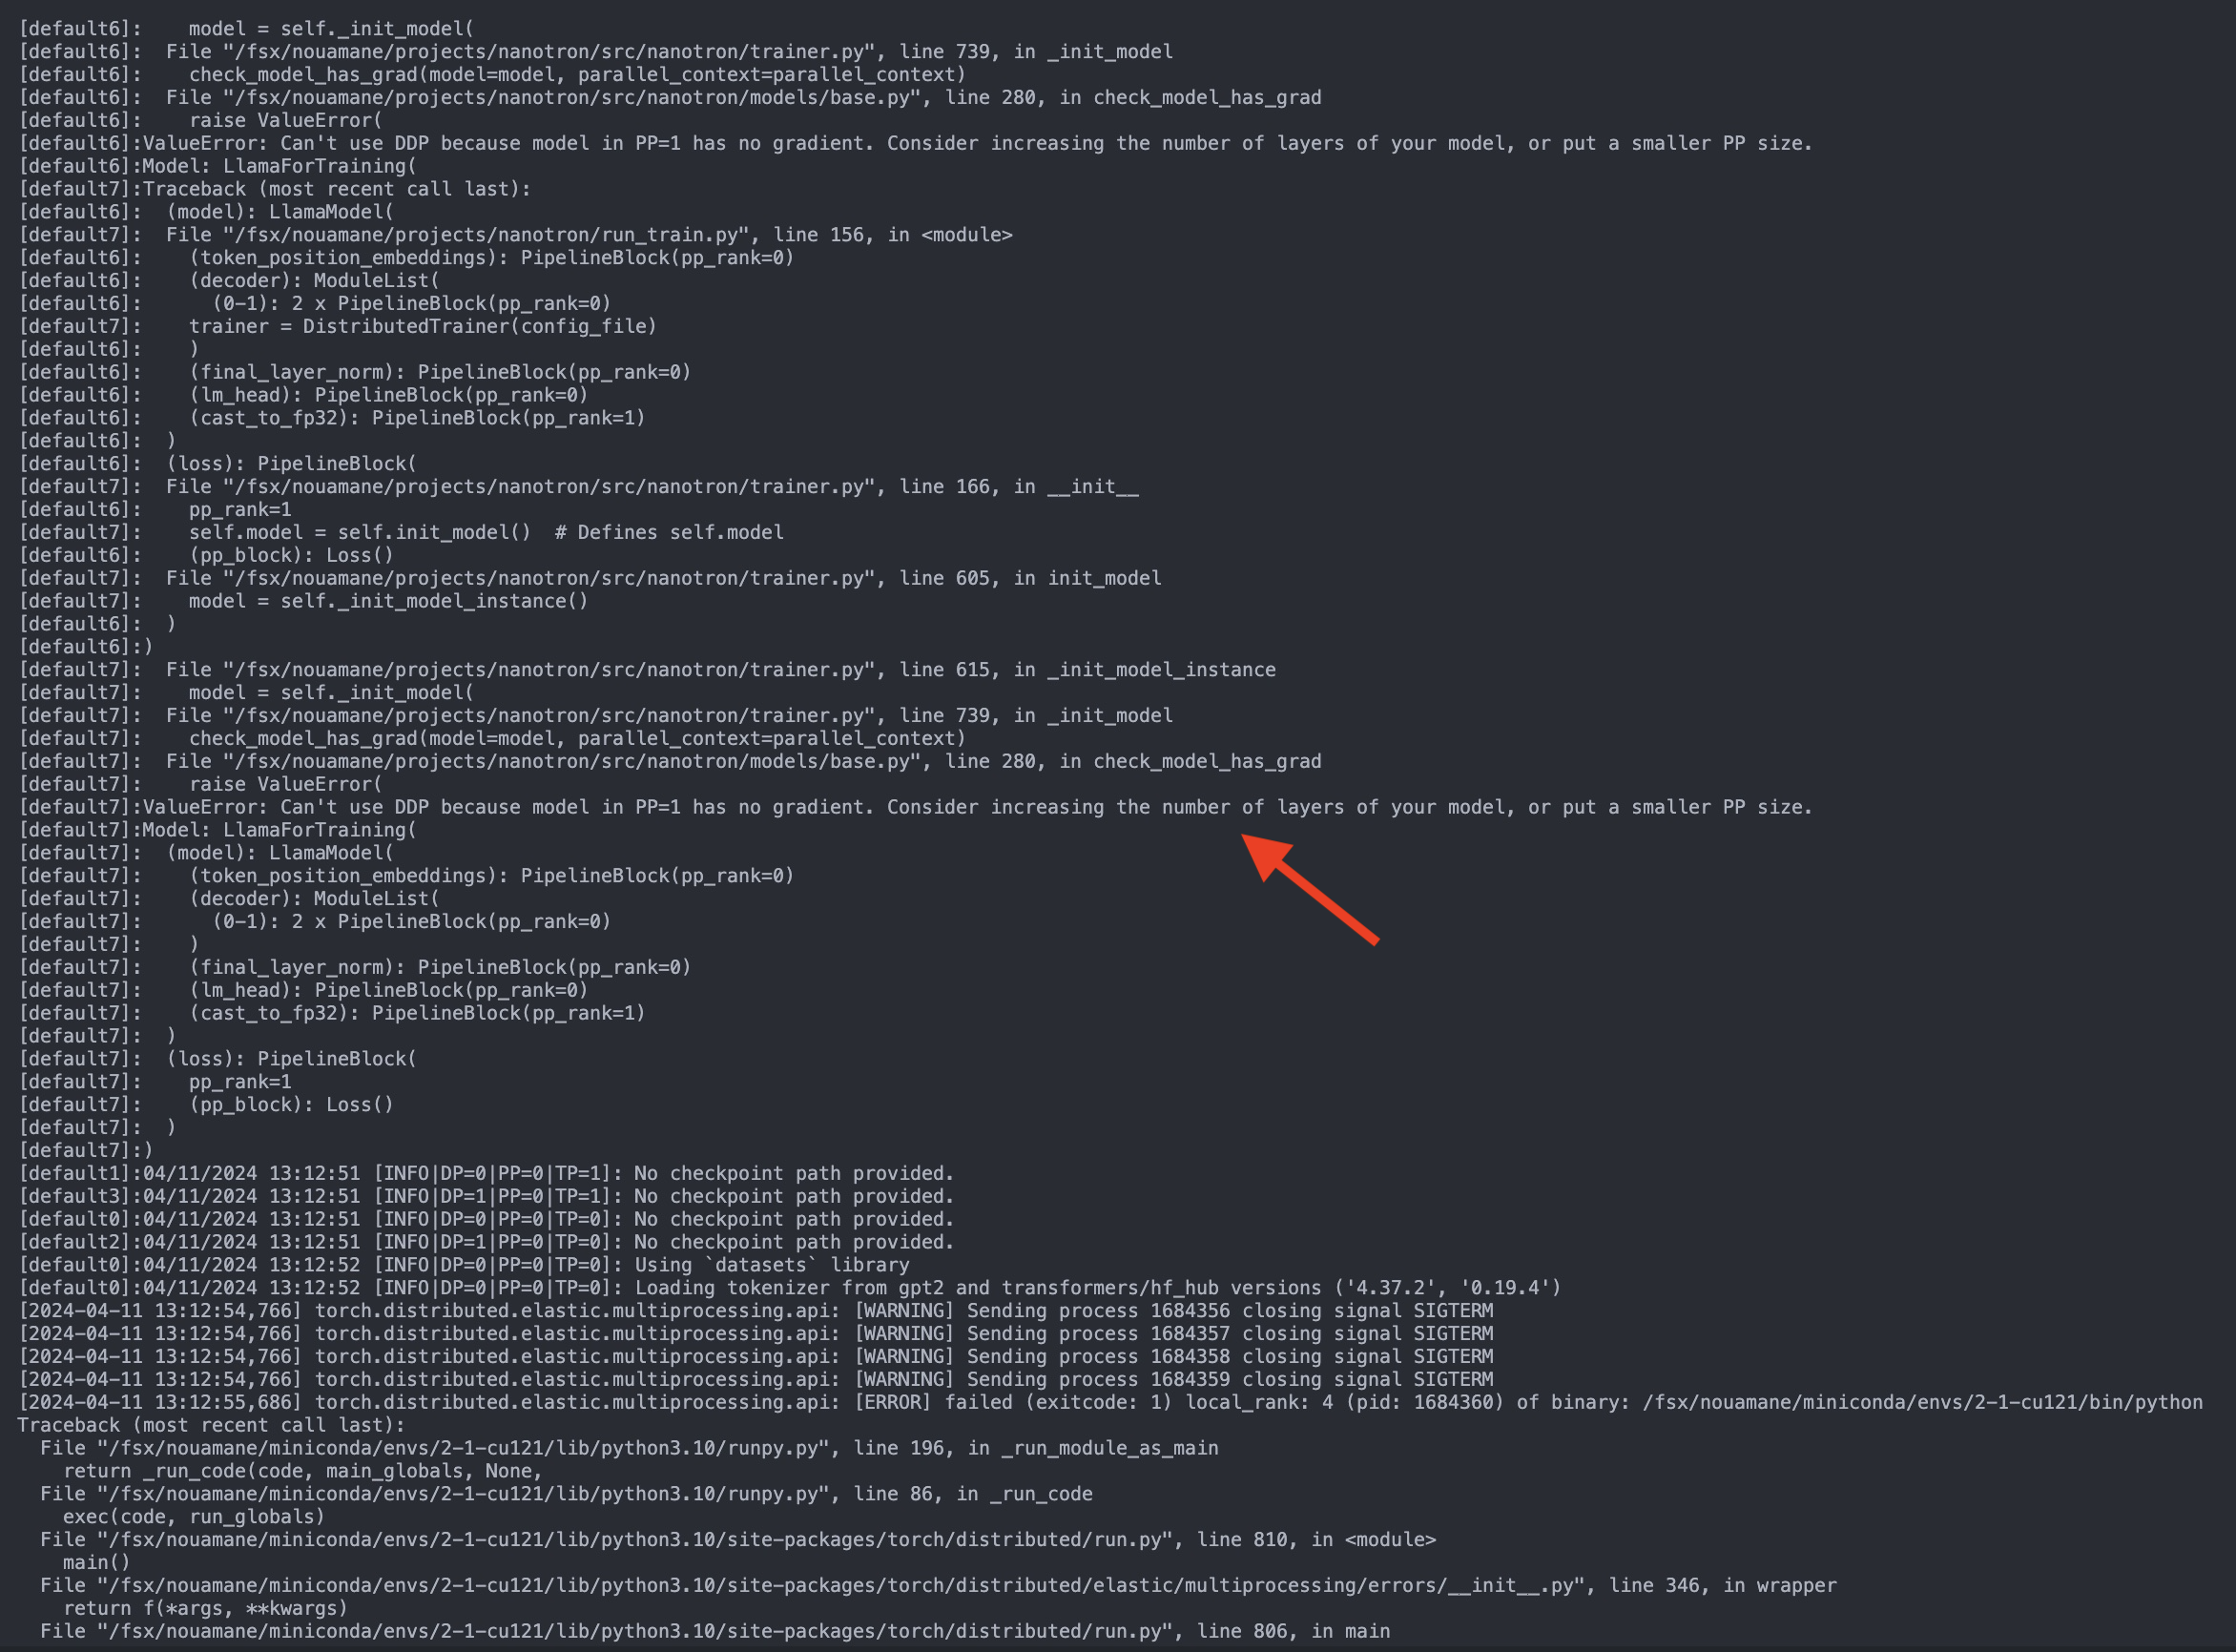 [default6]:    model = self._init_model(
[default6]:  File "/fsx/nouamane/projects/nanotron/src/nanotron/trainer.py", line 739, in _init_model
[default6]:    check_model_has_grad(model=model, parallel_context=parallel_context)
[default6]:  File "/fsx/nouamane/projects/nanotron/src/nanotron/models/base.py", line 280, in check_model_has_grad
[default6]:    raise ValueError(
[default6]:ValueError: Can't use DDP because model in PP=1 has no gradient. Consider increasing the number of layers of your model, or put a smaller PP size.
[default6]:Model: LlamaForTraining(
[default7]:Traceback (most recent call last):
[default6]:  (model): LlamaModel(
[default7]:  File "/fsx/nouamane/projects/nanotron/run_train.py", line 156, in <module>
[default6]:    (token_position_embeddings): PipelineBlock(pp_rank=0)
[default6]:    (decoder): ModuleList(
[default6]:      (0-1): 2 x PipelineBlock(pp_rank=0)
[default7]:    trainer = DistributedTrainer(config_file)
[default6]:    )
[default6]:    (final_layer_norm): PipelineBlock(pp_rank=0)
[default6]:    (lm_head): PipelineBlock(pp_rank=0)
[default6]:    (cast_to_fp32): PipelineBlock(pp_rank=1)
[default6]:  )
[default6]:  (loss): PipelineBlock(
[default7]:  File "/fsx/nouamane/projects/nanotron/src/nanotron/trainer.py", line 166, in __init__
[default6]:    pp_rank=1
[default7]:    self.model = self.init_model()  # Defines self.model
[default6]:    (pp_block): Loss()
[default7]:  File "/fsx/nouamane/projects/nanotron/src/nanotron/trainer.py", line 605, in init_model
[default7]:    model = self._init_model_instance()
[default6]:  )
[default6]:)
[default7]:  File "/fsx/nouamane/projects/nanotron/src/nanotron/trainer.py", line 615, in _init_model_instance
[default7]:    model = self._init_model(
[default7]:  File "/fsx/nouamane/projects/nanotron/src/nanotron/trainer.py", line 739, in _init_model
[default7]:    check_model_has_grad(model=model, parallel_context=parallel_context)
[default7]:  File "/fsx/nouamane/projects/nanotron/src/nanotron/models/base.py", line 280, in check_model_has_grad
[default7]:    raise ValueError(
[default7]:ValueError: Can't use DDP because model in PP=1 has no gradient. Consider increasing the number of layers of your model, or put a smaller PP size.
[default7]:Model: LlamaForTraining(
[default7]:  (model): LlamaModel(
[default7]:    (token_position_embeddings): PipelineBlock(pp_rank=0)
[default7]:    (decoder): ModuleList(
[default7]:      (0-1): 2 x PipelineBlock(pp_rank=0)
[default7]:    )
[default7]:    (final_layer_norm): PipelineBlock(pp_rank=0)
[default7]:    (lm_head): PipelineBlock(pp_rank=0)
[default7]:    (cast_to_fp32): PipelineBlock(pp_rank=1)
[default7]:  )
[default7]:  (loss): PipelineBlock(
[default7]:    pp_rank=1
[default7]:    (pp_block): Loss()
[default7]:  )
[default7]:)
[default1]:04/11/2024 13:12:51 [INFO|DP=0|PP=0|TP=1]: No checkpoint path provided.
[default3]:04/11/2024 13:12:51 [INFO|DP=1|PP=0|TP=1]: No checkpoint path provided.
[default0]:04/11/2024 13:12:51 [INFO|DP=0|PP=0|TP=0]: No checkpoint path provided.
[default2]:04/11/2024 13:12:51 [INFO|DP=1|PP=0|TP=0]: No checkpoint path provided.
[default0]:04/11/2024 13:12:52 [INFO|DP=0|PP=0|TP=0]: Using `datasets` library
[default0]:04/11/2024 13:12:52 [INFO|DP=0|PP=0|TP=0]: Loading tokenizer from gpt2 and transformers/hf_hub versions ('4.37.2', '0.19.4')
[2024-04-11 13:12:54,766] torch.distributed.elastic.multiprocessing.api: [WARNING] Sending process 1684356 closing signal SIGTERM
[2024-04-11 13:12:54,766] torch.distributed.elastic.multiprocessing.api: [WARNING] Sending process 1684357 closing signal SIGTERM
[2024-04-11 13:12:54,766] torch.distributed.elastic.multiprocessing.api: [WARNING] Sending process 1684358 closing signal SIGTERM
[2024-04-11 13:12:54,766] torch.distributed.elastic.multiprocessing.api: [WARNING] Sending process 1684359 closing signal SIGTERM
[2024-04-11 13:12:55,686] torch.distributed.elastic.multiprocessing.api: [ERROR] failed (exitcode: 1) local_rank: 4 (pid: 1684360) of binary: /fsx/nouamane/miniconda/envs/2-1-cu121/bin/python
Traceback (most recent call last):
  File "/fsx/nouamane/miniconda/envs/2-1-cu121/lib/python3.10/runpy.py", line 196, in _run_module_as_main
    return _run_code(code, main_globals, None,
  File "/fsx/nouamane/miniconda/envs/2-1-cu121/lib/python3.10/runpy.py", line 86, in _run_code
    exec(code, run_globals)
  File "/fsx/nouamane/miniconda/envs/2-1-cu121/lib/python3.10/site-packages/torch/distributed/run.py", line 810, in <module>
    main()
  File "/fsx/nouamane/miniconda/envs/2-1-cu121/lib/python3.10/site-packages/torch/distributed/elastic/multiprocessing/errors/__init__.py", line 346, in wrapper
    return f(*args, **kwargs)
  File "/fsx/nouamane/miniconda/envs/2-1-cu121/lib/python3.10/site-packages/torch/distributed/run.py", line 806, in main